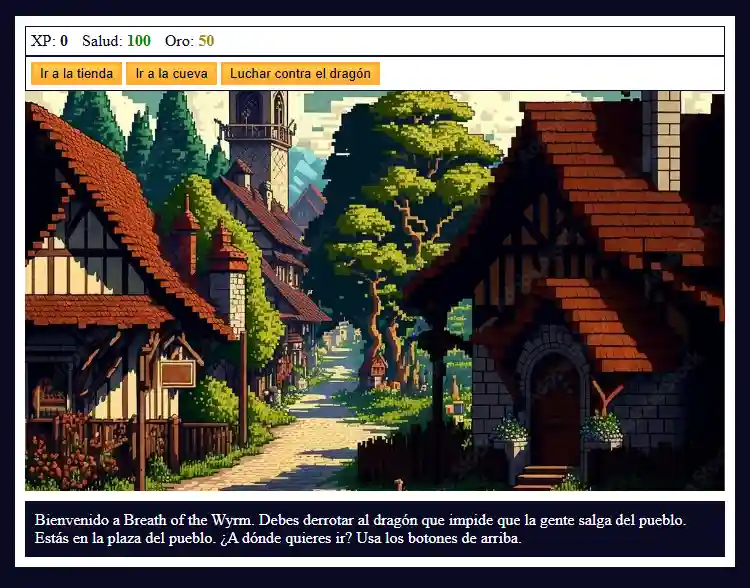 XP: 0 Salud: 100 Oro: 50
Ir a la tienda Ir a la cueva Luchar contra el dragón
Bienvenido a Breath of the Wyrm. Debes derrotar al dragón que impide que la gente salga del pueblo.
Estás en la plaza del pueblo. ¿A dónde quieres ir? Usa los botones de arriba.